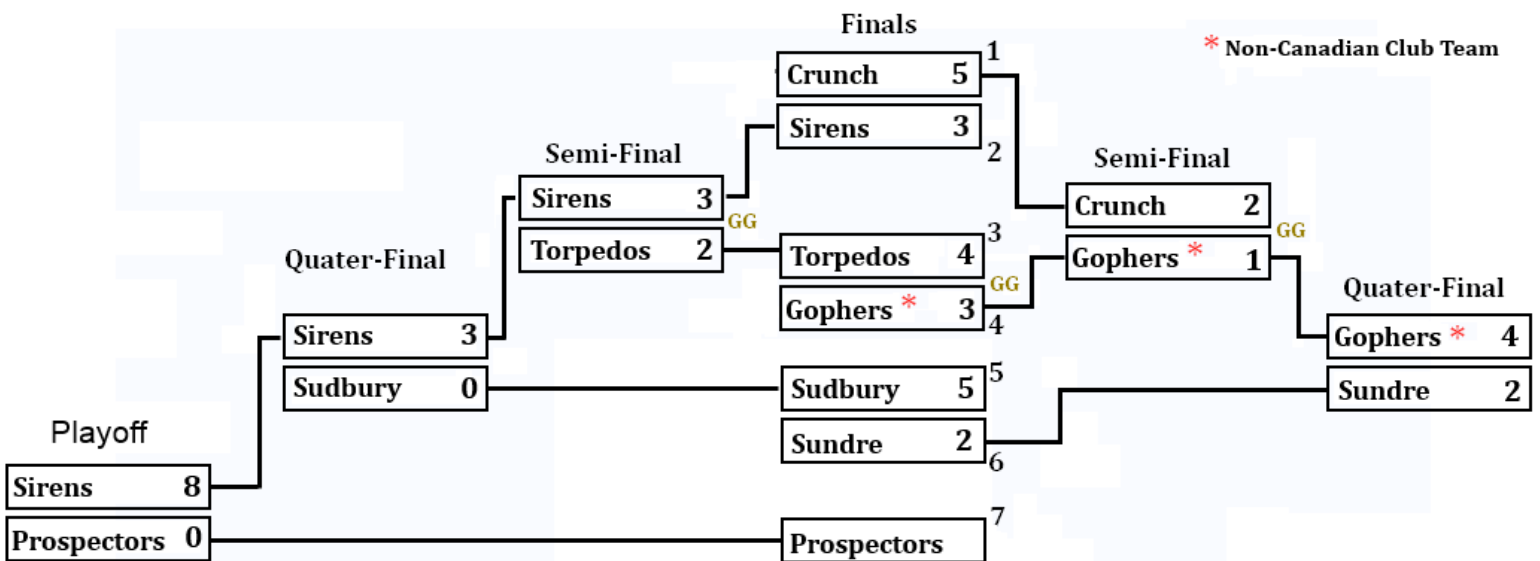 Finals
* Non-Canadian Club Team
Crunch 5 1
Sirens 3 2
Semi-Final
Sirens 3
GG
Torpedos 2
Semi-Final
Crunch 2
GG
Gophers * 1
Torpedos 4 3
GG
Gophers * 3 4
Quater-Final
Sirens 3
Sudbury 0
Quater-Final
Gophers * 4
Sundre 2
Sudbury 5 5
Sundre 2 6
Playoff
Sirens 8
Prospectors 0
Prospectors 7